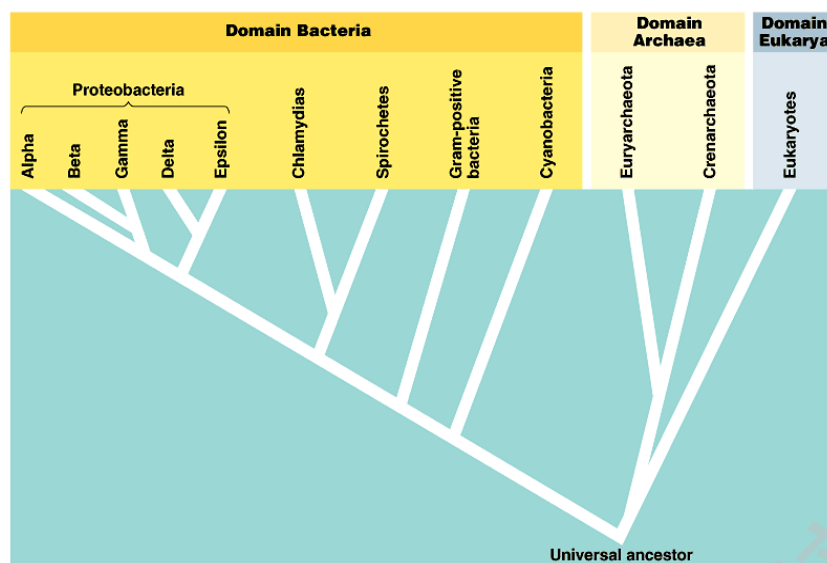 Domain Bacteria
Domain
Archaea
Domain
Eukarya
Proteobacteria
Alpha
Beta
Gamma
Delta
Epsilon
Chlamydias
Spirochetes
Gram-positive
bacteria
Cyanobacteria
Euryarchaeota
Crenarchaeota
Eukaryotes
Universal ancestor